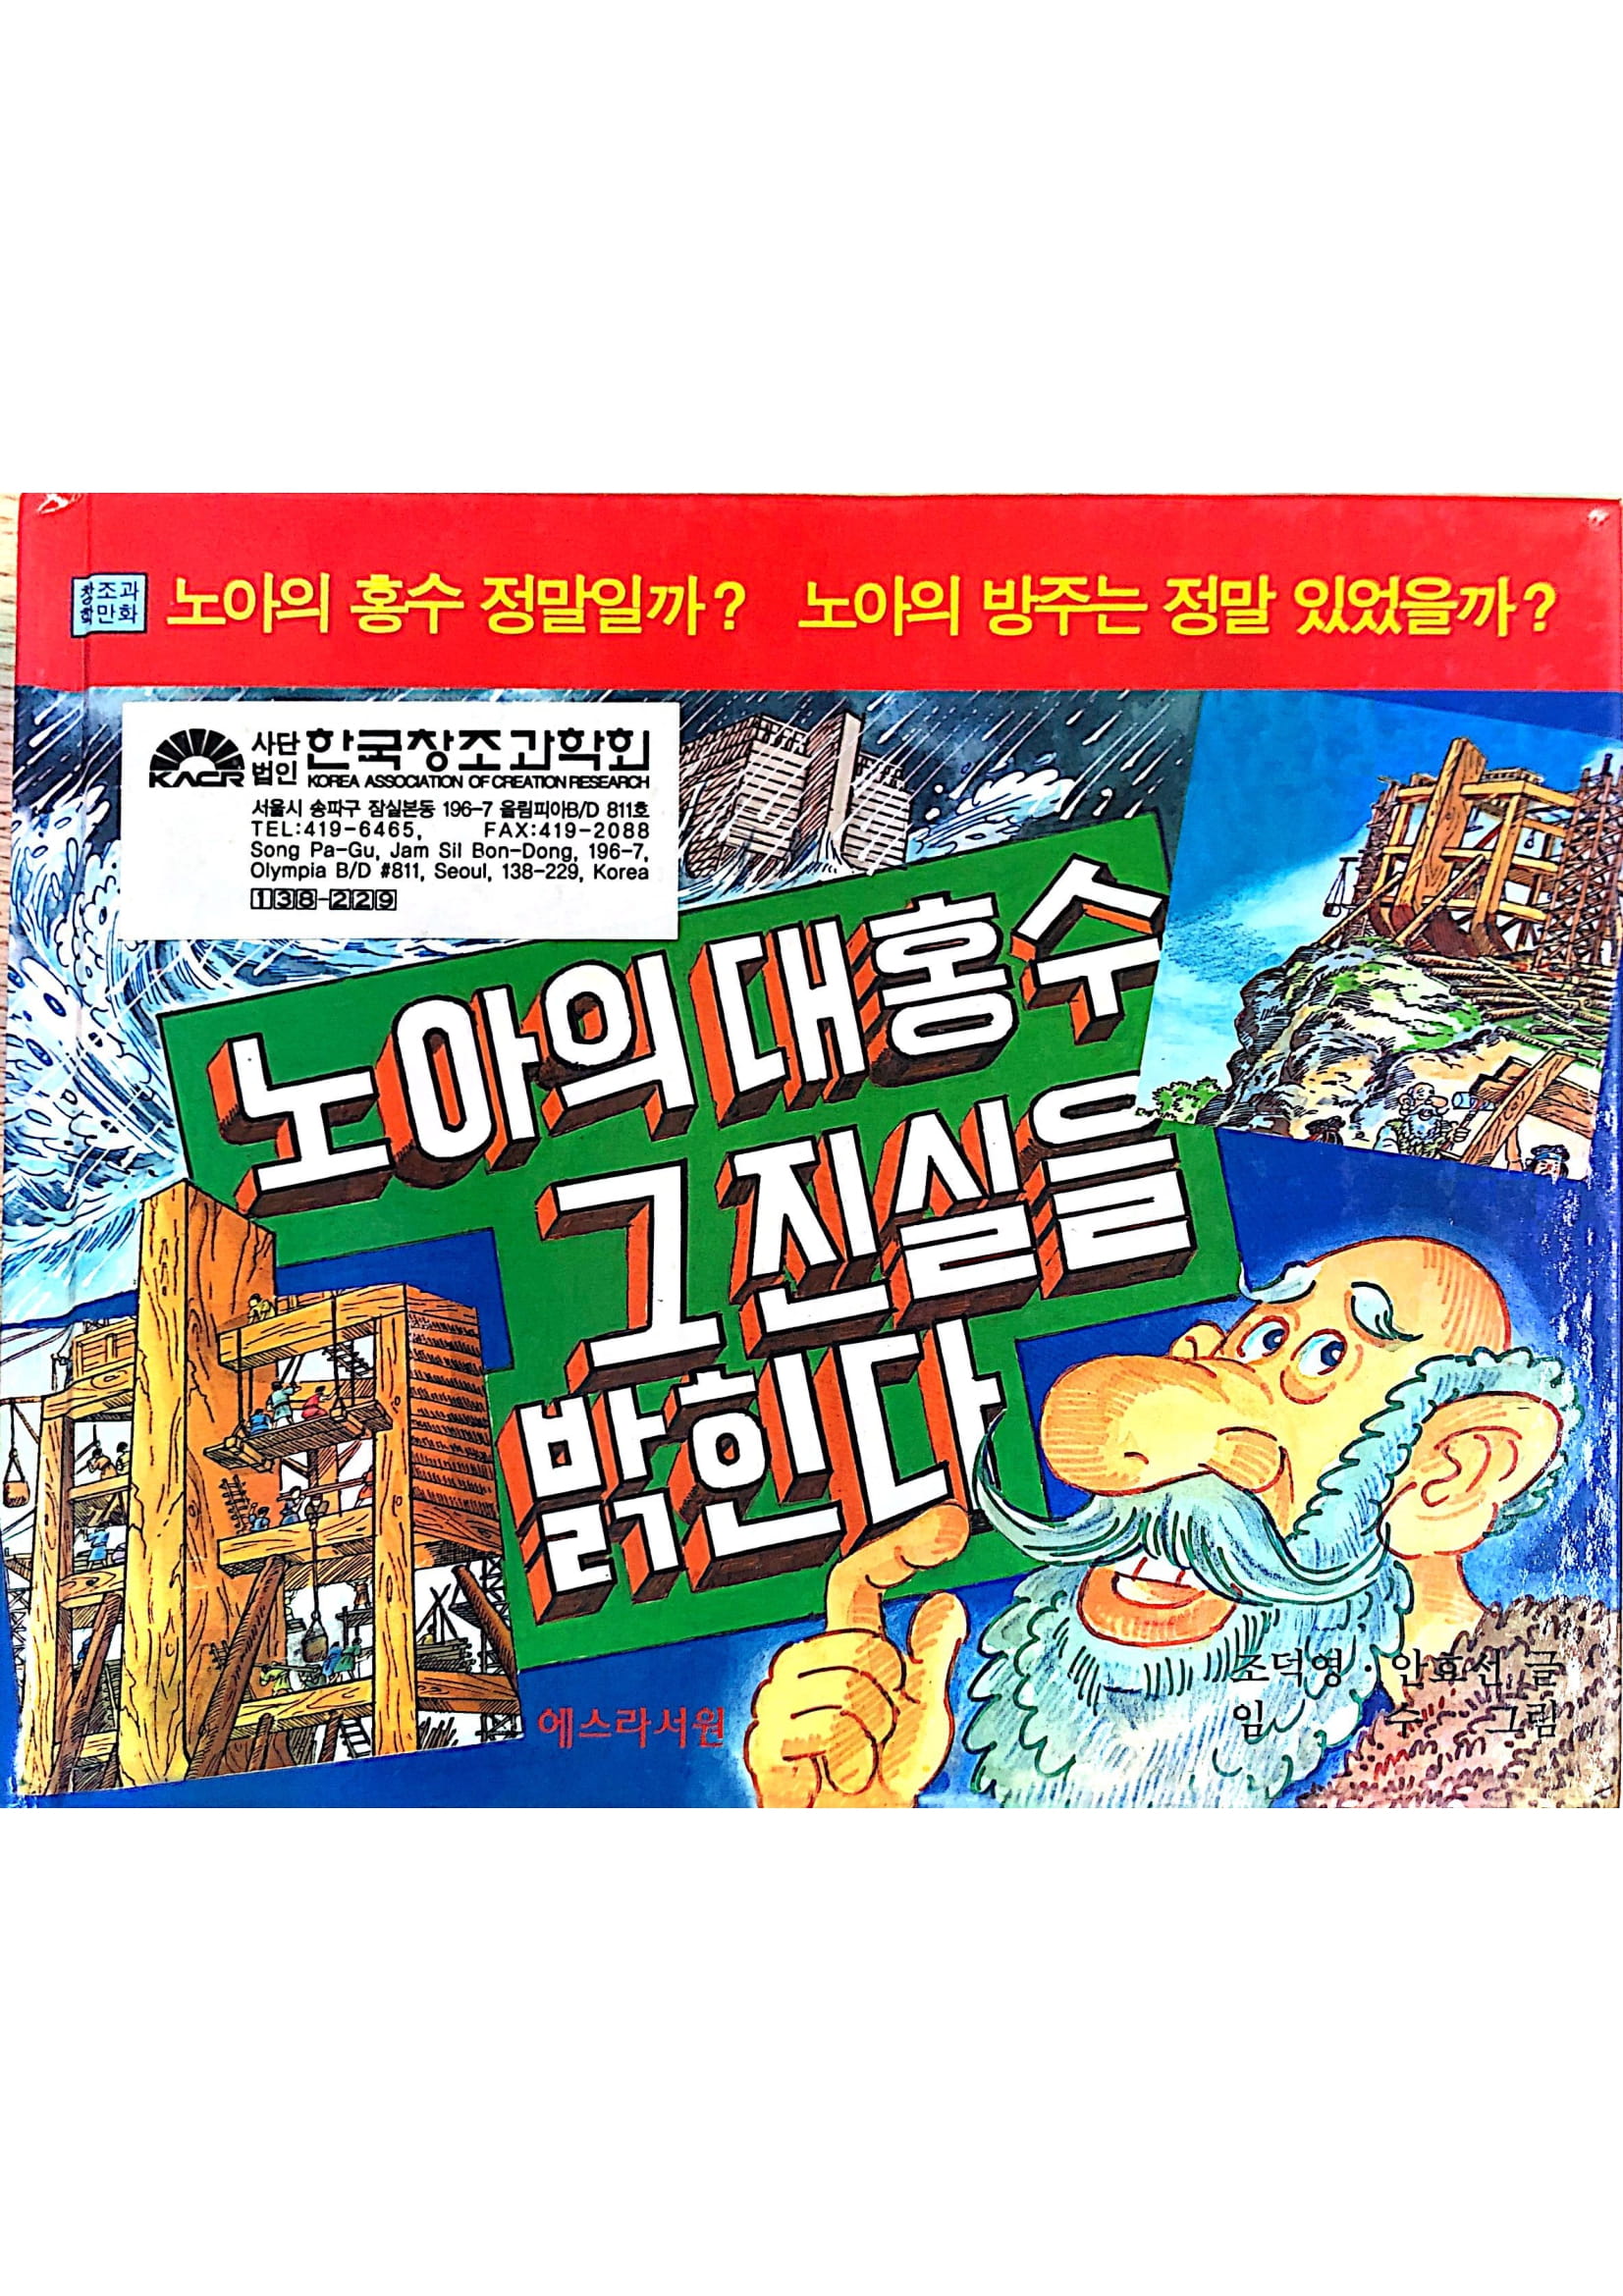 창조과
학만화
노아의 홍수 정말일까? 노아의 방주는 정말 있었을까?
사단
법인
한국창조과학회
KACR
KOREA ASSOCIATION OF CREATION RESEARCH
서울시 송파구 잠실본동 196-7 올림피아B/D 811호
TEL:419-6465, FAX:419-2088
Song Pa-Gu, Jam Sil Bon-Dong, 196-7,
Olympia B/D #811, Seoul, 138-229, Korea
138-229
노아의 대홍수
그 진실을
밝힌다
조덕영 · 안효선 글
임 수 그림
에스라서원